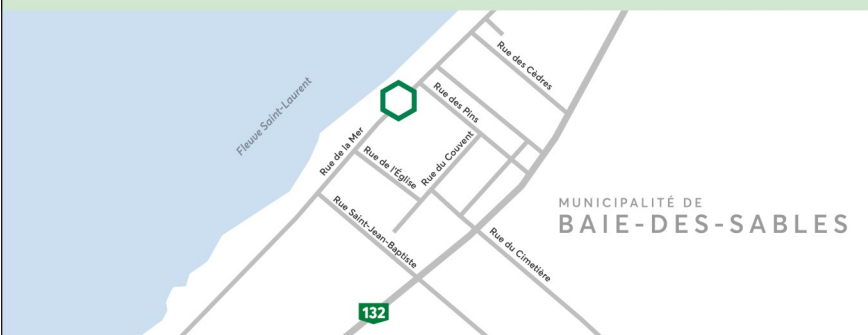 Rue des Cèdres
Fleuve Saint-Laurent
Rue des Pins
Rue de la Mer
Rue du Couvent
Rue de l'Église
MUNICIPALITÉ DE
BAIE-DES-SABLES
Rue Saint-Jean-Baptiste
Rue du Cimetière
132